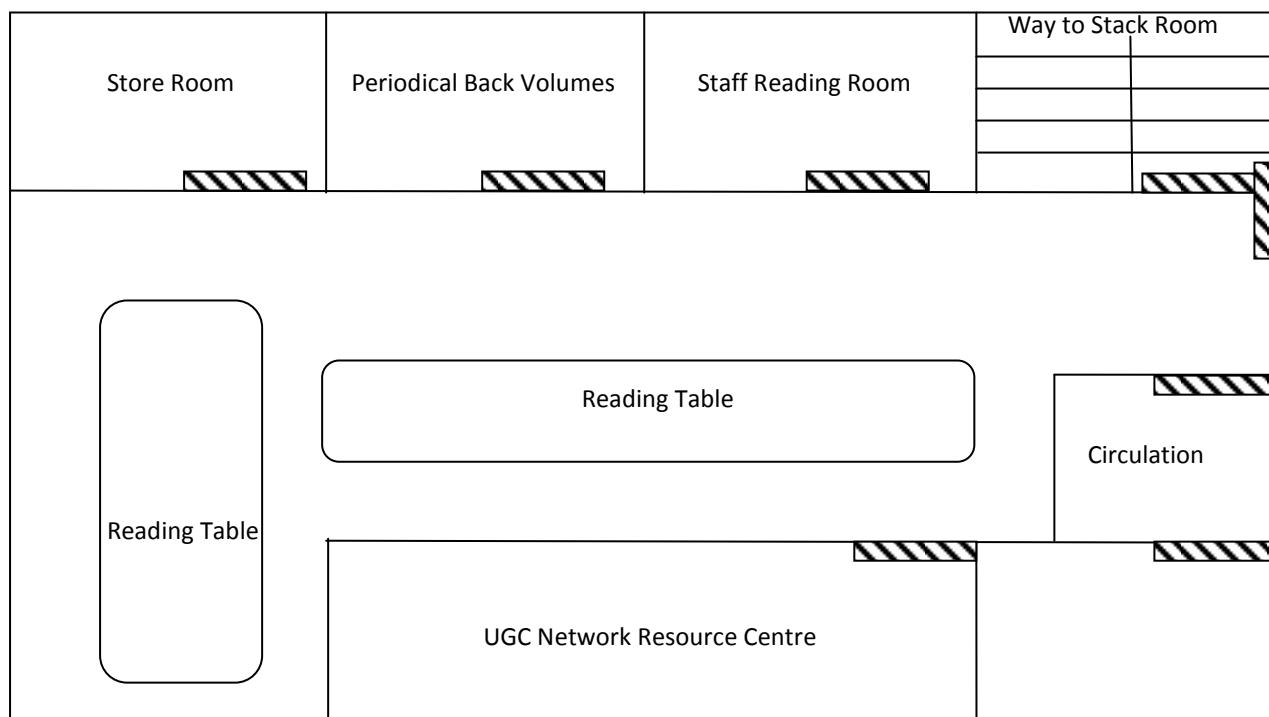 Way to Stack Room
Store Room
Periodical Back Volumes
Staff Reading Room
Reading Table
Circulation
Reading Table
UGC Network Resource Centre